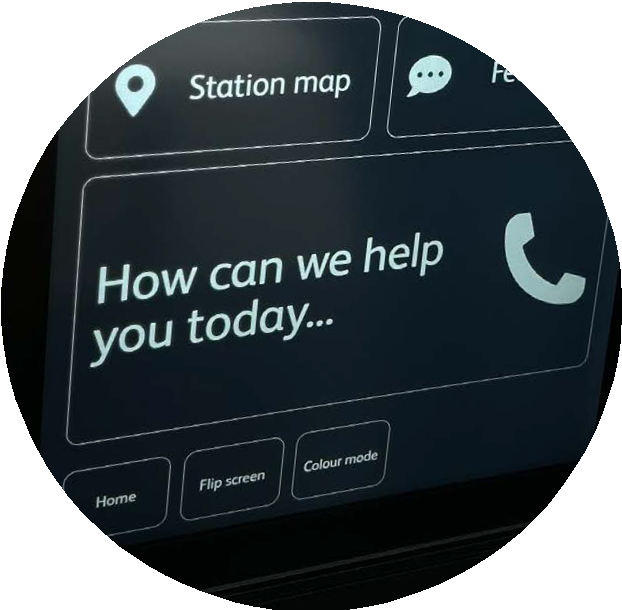 Station map
How can we help
you today...
Home
Flip screen
Colour mode